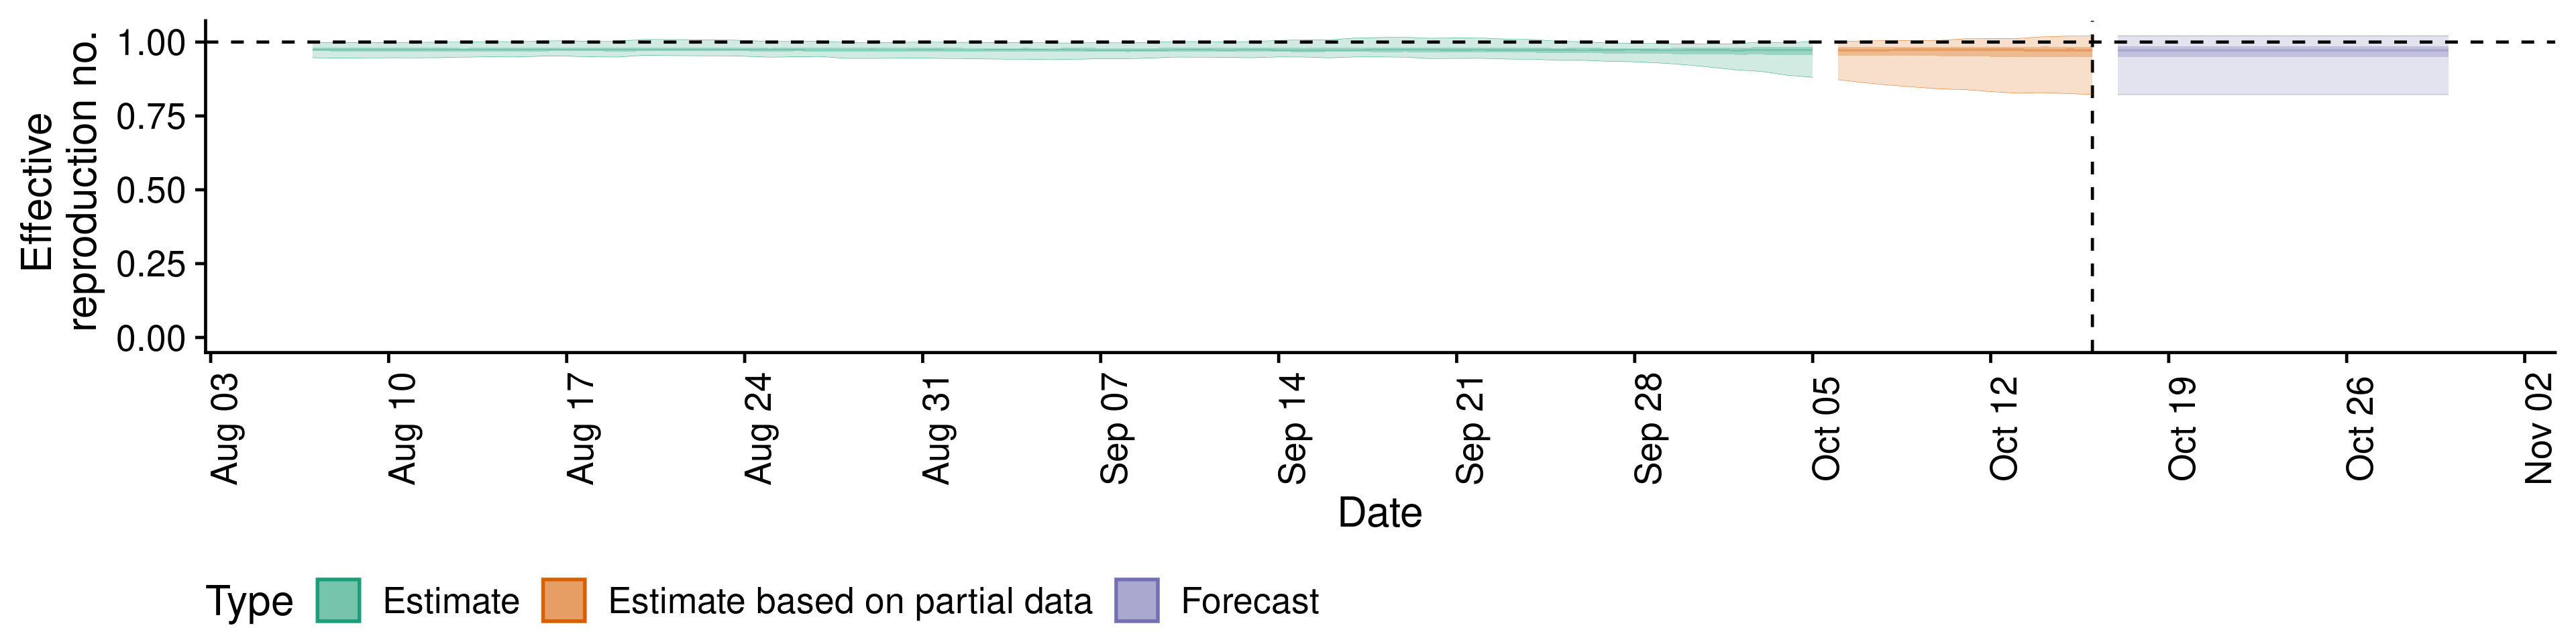 Effective
reproduction no.
1.00
0.75
0.50
0.25
0.00
Aug 03
Aug 10
Aug 17
Aug 24
Aug 31
Sep 07
Sep 14
Sep 21
Sep 28
Oct 05
Oct 12
Oct 19
Oct 26
Nov 02
Date
Type Estimate Estimate based on partial data Forecast